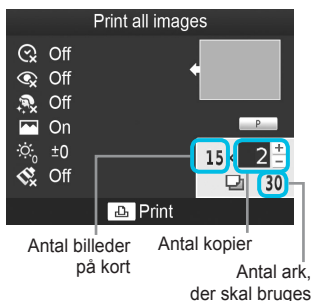 Print all images
Off
Off
Off
On
±0
Off
P
15
2
+
−
30
Print
Antal billeder
på kort
Antal kopier
Antal ark,
der skal bruges